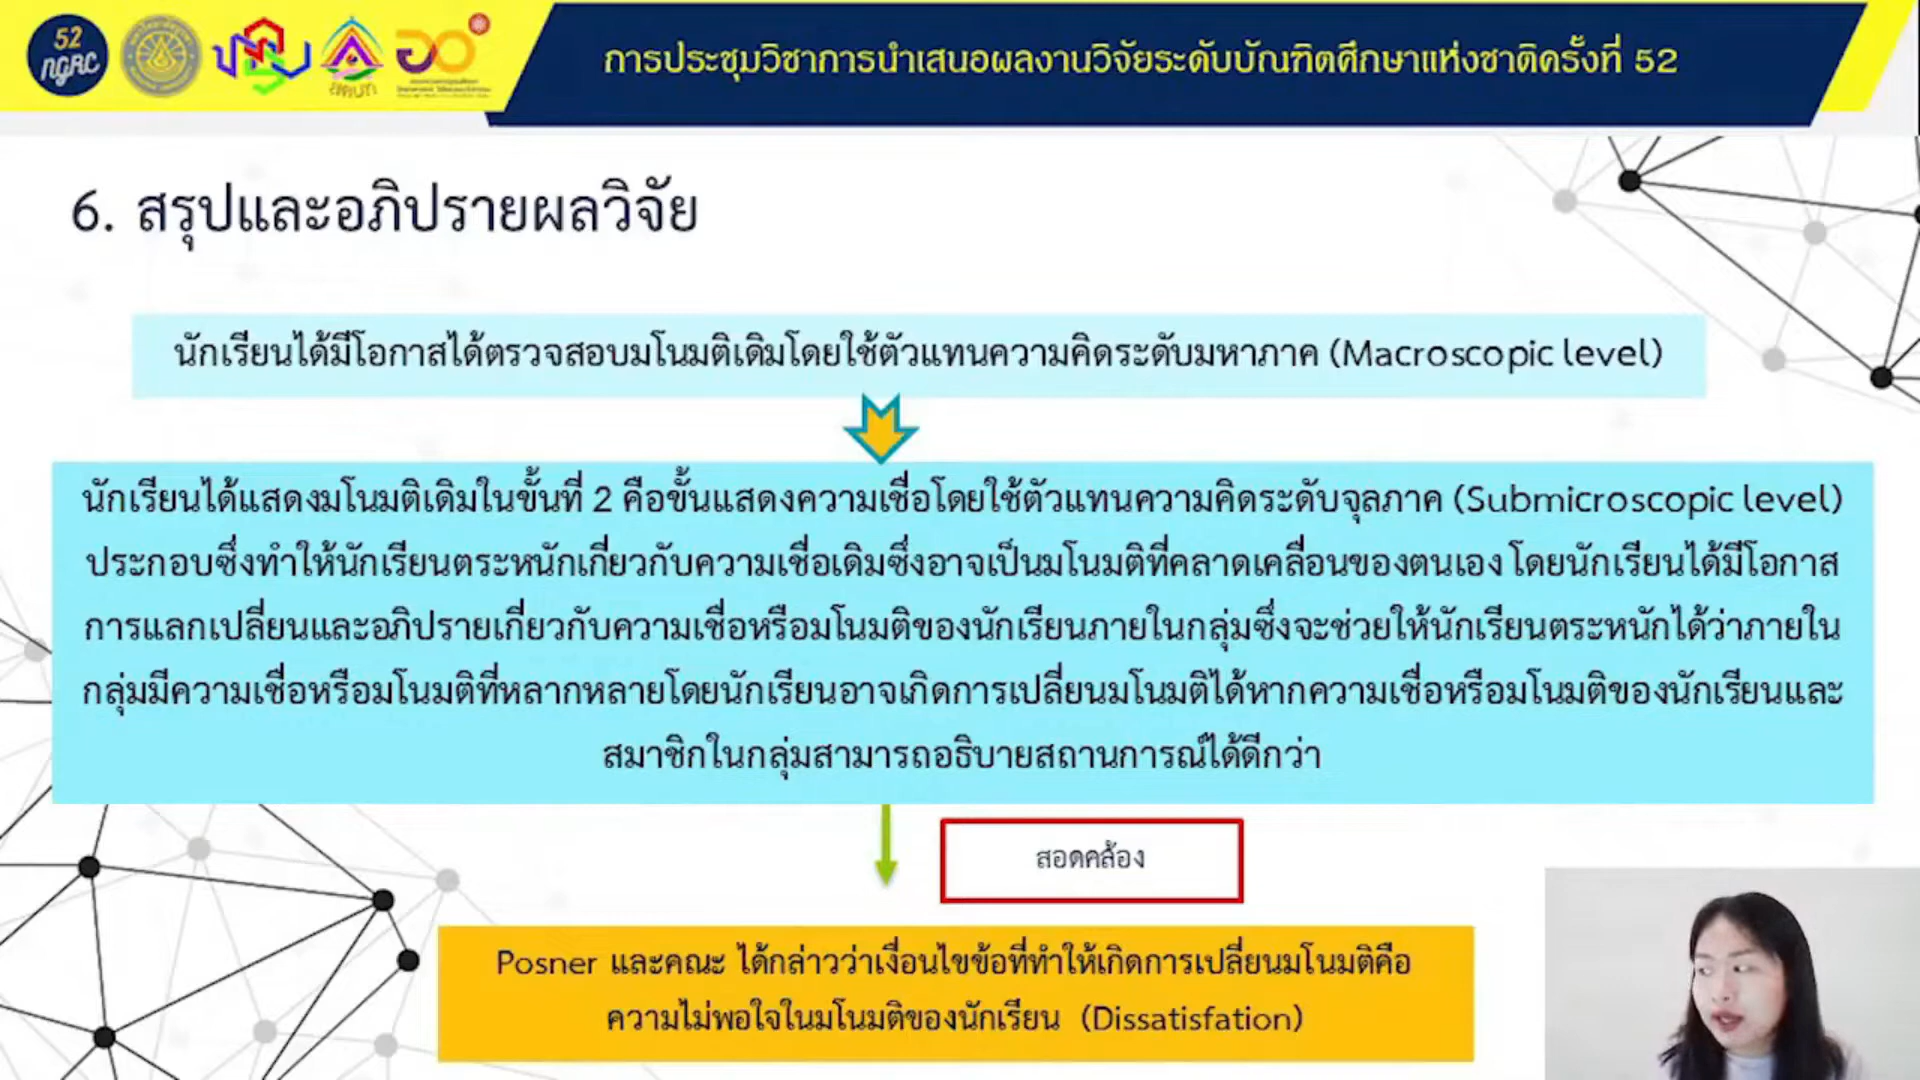 52
ngRC
การประชุมวิชาการนำเสนอผลงานวิจัยระดับบัณฑิตศึกษาแห่งชาติครั้งที่ 52
6. สรุปและอภิปรายผลวิจัย
นักเรียนได้มีโอกาสได้ตรวจสอบมโนมติเดิมโดยใช้ตัวแทนความคิดระดับมหาภาค (Macroscopic level)
นักเรียนได้แสดงมโนมติเดิมในขั้นที่ 2 คือขั้นแสดงความเชื่อโดยใช้ตัวแทนความคิดระดับจุลภาค (Submicroscopic level)
ประกอบซึ่งทำให้นักเรียนตระหนักเกี่ยวกับความเชื่อเดิมซึ่งอาจเป็นมโนมติที่คลาดเคลื่อนของตนเอง โดยนักเรียนได้มีโอกาส
การแลกเปลี่ยนและอภิปรายเกี่ยวกับความเชื่อหรือมโนมติของนักเรียนภายในกลุ่มซึ่งจะช่วยให้นักเรียนตระหนักได้ว่าภายใน
กลุ่มมีความเชื่อหรือมโนมติที่หลากหลายโดยนักเรียนอาจเกิดการเปลี่ยนมโนมติได้หากความเชื่อหรือมโนมติของนักเรียนและ
สมาชิกในกลุ่มสามารถอธิบายสถานการณ์ได้ดีกว่า
สอดคล้อง
Posner และคณะ ได้กล่าวว่าเงื่อนไขข้อที่ทำให้เกิดการเปลี่ยนมโนมติคือ
ความไม่พอใจในมโนมติของนักเรียน (Dissatisfation)